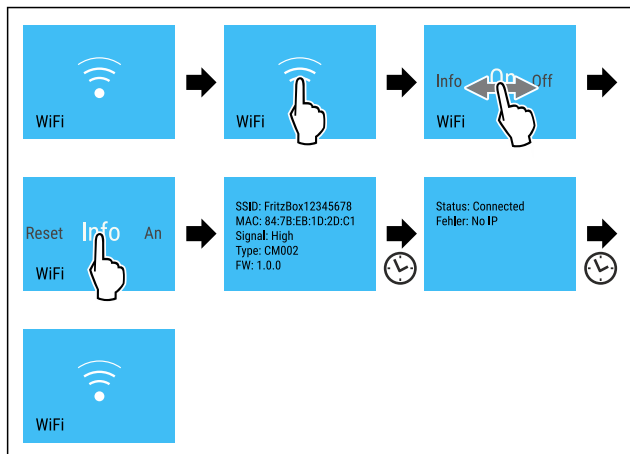 WiFi
WiFi
Info On Off
WiFi
Reset Info An
WiFi
SSID: FritzBox12345678
MAC: 84:7B:EB:1D:2D:C1
Signal: High
Type: CM002
FW: 1.0.0
Status: Connected
Fehler: No IP
WiFi